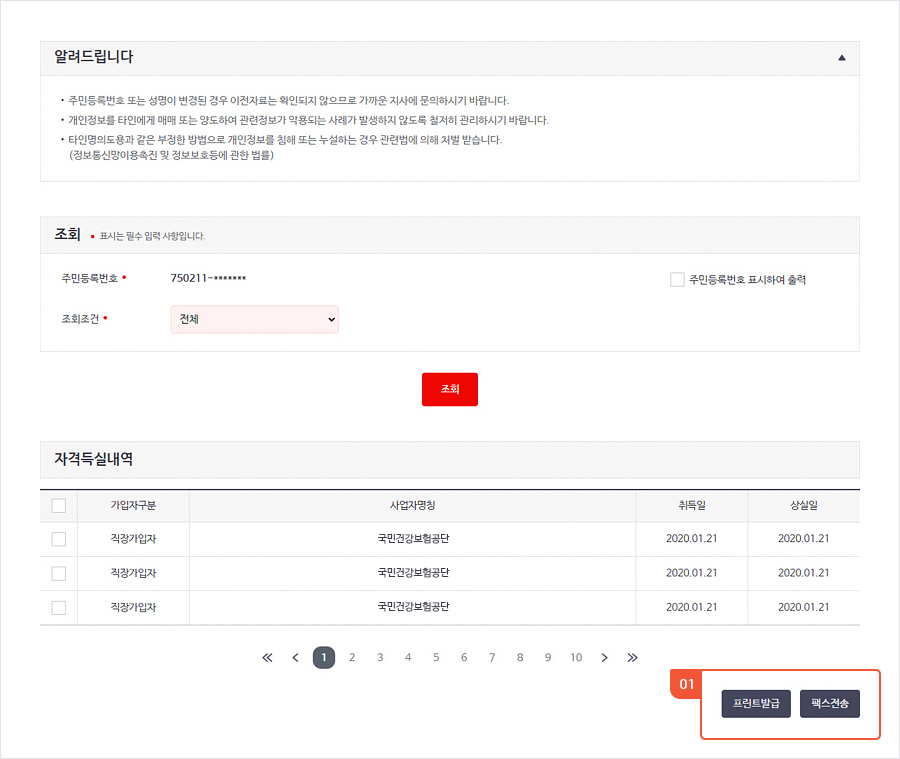 알려드립니다
• 주민등록번호 또는 성명이 변경된 경우 이전자료는 확인되지 않으므로 가까운 지사에 문의하시기 바랍니다.
• 개인정보를 타인에게 매매 또는 양도하여 관련정보가 악용되는 사례가 발생하지 않도록 철저히 관리하시기 바랍니다.
• 타인명의도용과 같은 부정한 방법으로 개인정보를 침해 또는 누설하는 경우 관련법에 의해 처벌 받습니다.
(정보통신망이용촉진 및 정보보호등에 관한 법률)
조회 • 표시는 필수 입력 사항입니다.
주민등록번호 • 750211-******* 주민등록번호 표시하여 출력
조회조건 • 전체
조회
자격득실내역
가입자구분 사업자명칭 취득일 상실일
직장가입자 국민건강보험공단 2020.01.21 2020.01.21
직장가입자 국민건강보험공단 2020.01.21 2020.01.21
직장가입자 국민건강보험공단 2020.01.21 2020.01.21
1 2 3 4 5 6 7 8 9 10
01
프린트발급 팩스전송